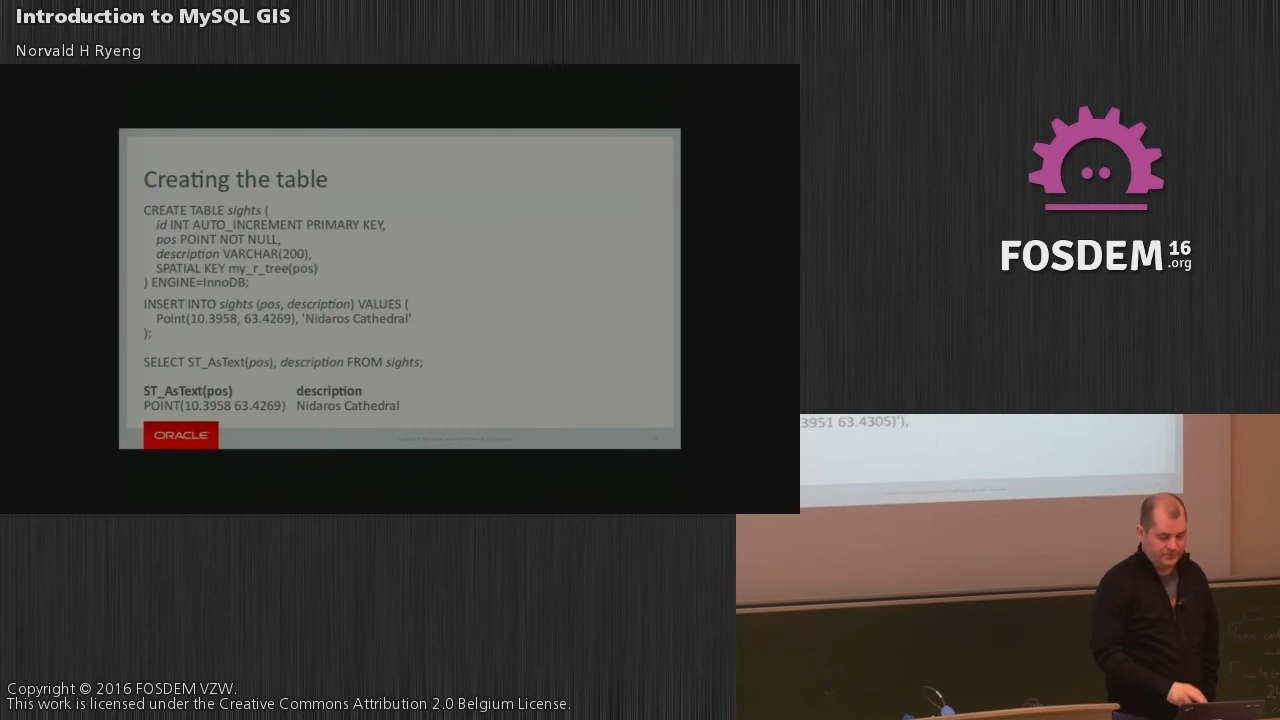 Introduction to MySQL GIS
Norvald H Ryeng
Creating the table
CREATE TABLE sights (
id INT AUTO_INCREMENT PRIMARY KEY,
pos POINT NOT NULL,
description VARCHAR(200),
SPATIAL KEY my_r_tree(pos)
) ENGINE=InnoDB;
INSERT INTO sights (pos, description) VALUES (
Point(10.3958, 63.4269), 'Nidaros Cathedral'
);
SELECT ST_AsText(pos), description FROM sights;
ST_AsText(pos) description
POINT(10.3958 63.4269) Nidaros Cathedral
ORACLE
FOSDEM 16 .org
3951 63.4305)'),
Copyright © 2016 FOSDEM VZW.
This work is licensed under the Creative Commons Attribution 2.0 Belgium License.